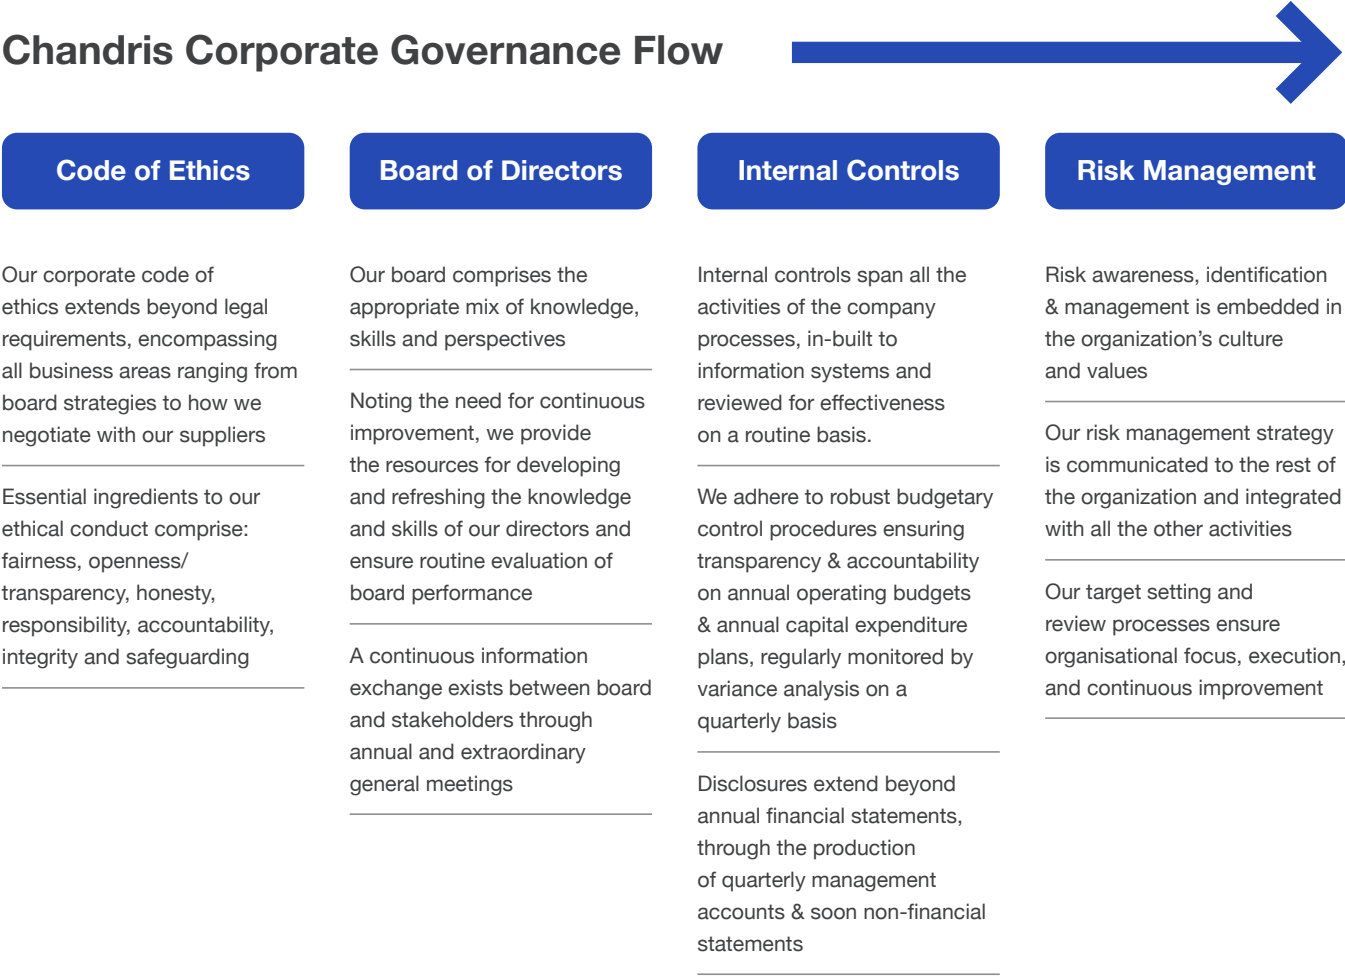 Chandris Corporate Governance Flow
Code of Ethics
Our corporate code of
ethics extends beyond legal
requirements, encompassing
all business areas ranging from
board strategies to how we
negotiate with our suppliers
Essential ingredients to our
ethical conduct comprise:
fairness, openness/
transparency, honesty,
responsibility, accountability,
integrity and safeguarding
Board of Directors
Our board comprises the
appropriate mix of knowledge,
skills and perspectives
Noting the need for continuous
improvement, we provide
the resources for developing
and refreshing the knowledge
and skills of our directors and
ensure routine evaluation of
board performance
A continuous information
exchange exists between board
and stakeholders through
annual and extraordinary
general meetings
Internal Controls
Internal controls span all the
activities of the company
processes, in-built to
information systems and
reviewed for effectiveness
on a routine basis.
We adhere to robust budgetary
control procedures ensuring
transparency & accountability
on annual operating budgets
& annual capital expenditure
plans, regularly monitored by
variance analysis on a
quarterly basis
Disclosures extend beyond
annual financial statements,
through the production
of quarterly management
accounts & soon non-financial
statements
Risk Management
Risk awareness, identification
& management is embedded in
the organization’s culture
and values
Our risk management strategy
is communicated to the rest of
the organization and integrated
with all the other activities
Our target setting and
review processes ensure
organisational focus, execution,
and continuous improvement